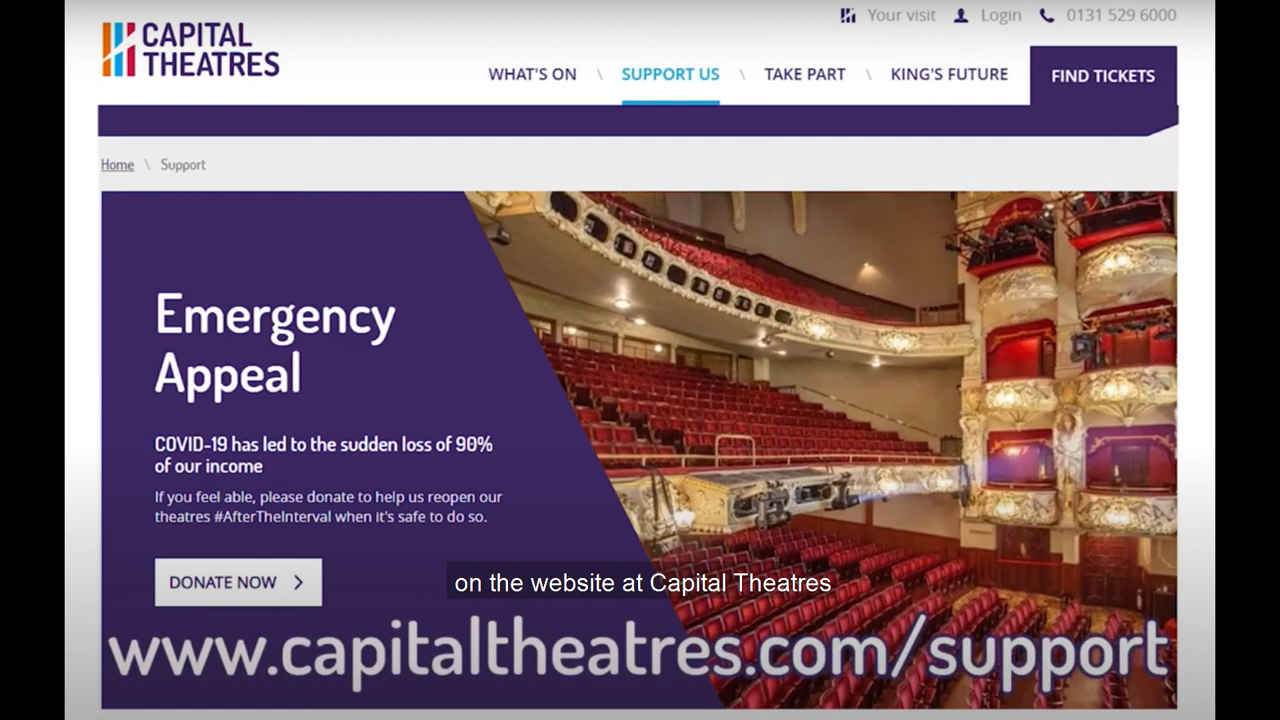 CAPITAL
THEATRES
Your visit
Login
0131 529 6000
WHAT'S ON \ SUPPORT US \ TAKE PART \ KING'S FUTURE
FIND TICKETS
Home \ Support
Emergency
Appeal
COVID-19 has led to the sudden loss of 90%
of our income
If you feel able, please donate to help us reopen our
theatres #AfterTheInterval when it's safe to do so.
DONATE NOW >
on the website at Capital Theatres
www.capitaltheatres.com/support